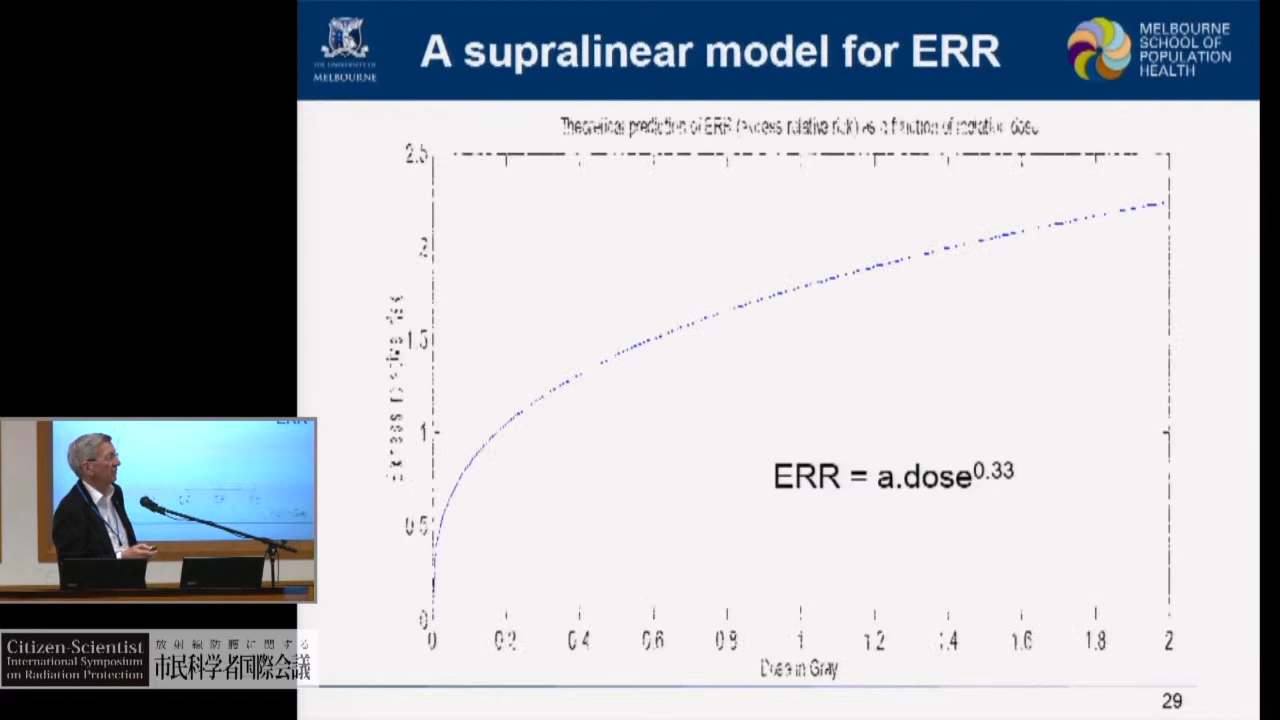 THE UNIVERSITY OF
MELBOURNE
A supralinear model for ERR
MELBOURNE
SCHOOL OF
POPULATION
HEALTH
Theoretical prediction of ERR (excess relative risk) as a function of radiation dose
2.5
2
1.5
1
0.5
0
Excess relative risk
ERR = a.dose^0.33
0 0.2 0.4 0.6 0.8 1 1.2 1.4 1.6 1.8 2
Dose in Gray
29
ERR
Citizen-Scientist
International Symposium
on Radiation Protection
放射線防護に関する
市民科学者国際会議